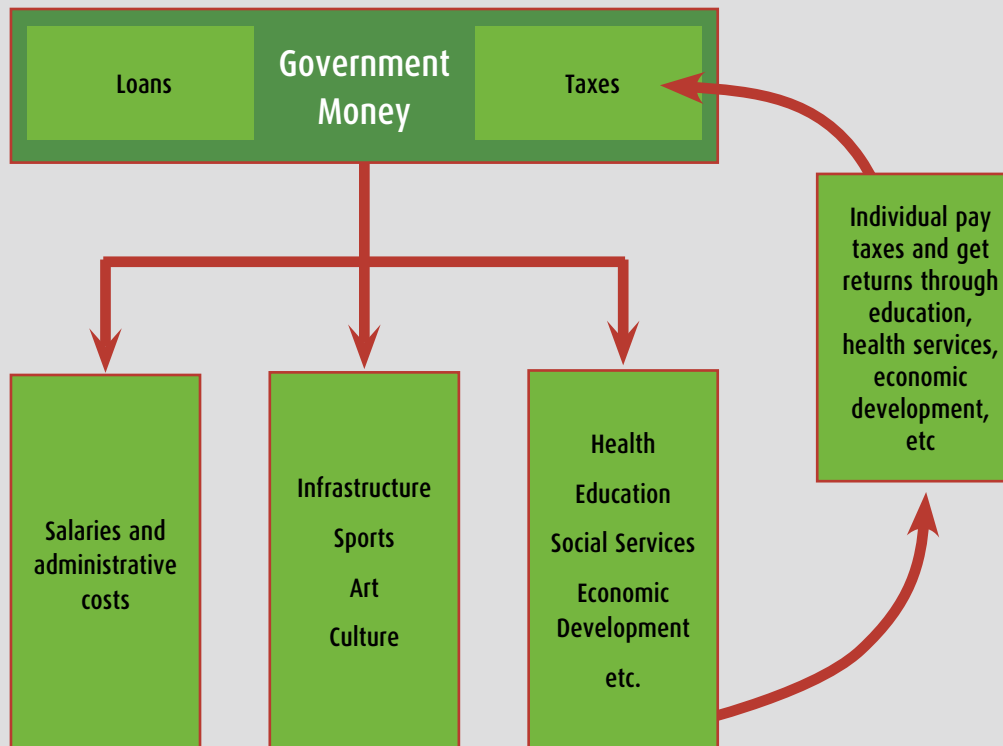 Loans
Government
Money
Taxes
Individual pay
taxes and get
returns through
education,
health services,
economic
development,
etc
Salaries and
administrative
costs
Infrastructure
Sports
Art
Culture
Health
Education
Social Services
Economic
Development
etc.